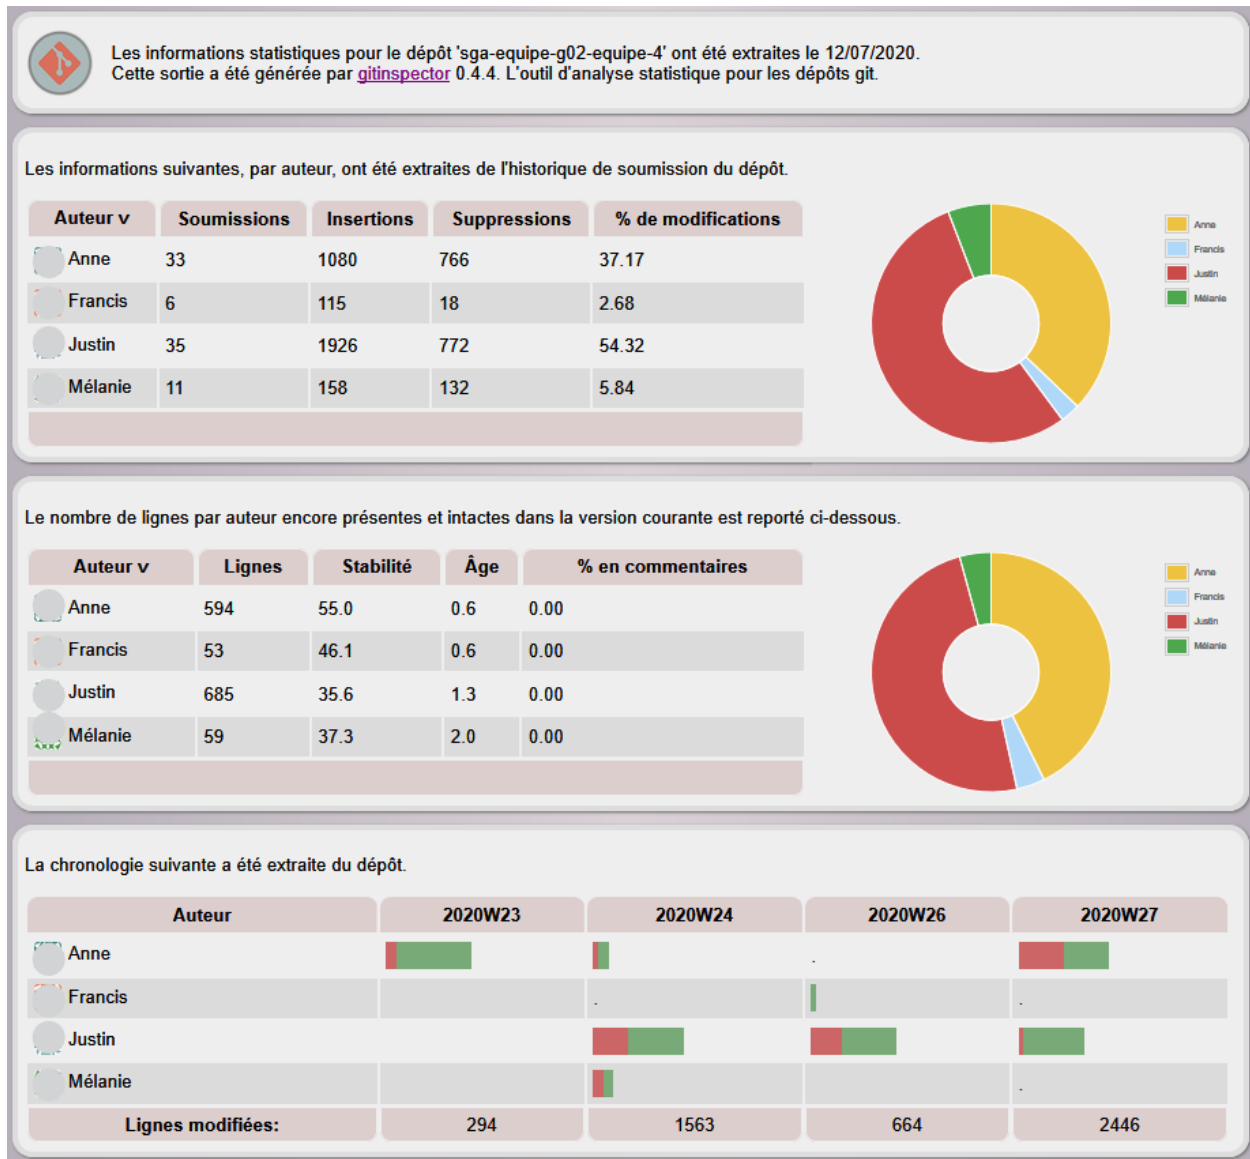 Les informations statistiques pour le dépôt 'sga-equipe-g02-equipe-4' ont été extraites le 12/07/2020.
Cette sortie a été générée par gitinspector 0.4.4. L'outil d'analyse statistique pour les dépôts git.
Les informations suivantes, par auteur, ont été extraites de l'historique de soumission du dépôt.
Auteur ∨ Soumissions Insertions Suppressions % de modifications
Anne 33 1080 766 37.17
Francis 6 115 18 2.68
Justin 35 1926 772 54.32
Mélanie 11 158 132 5.84
Anne
Francis
Justin
Mélanie
Le nombre de lignes par auteur encore présentes et intactes dans la version courante est reporté ci-dessous.
Auteur ∨ Lignes Stabilité Âge % en commentaires
Anne 594 55.0 0.6 0.00
Francis 53 46.1 0.6 0.00
Justin 685 35.6 1.3 0.00
Mélanie 59 37.3 2.0 0.00
Anne
Francis
Justin
Mélanie
La chronologie suivante a été extraite du dépôt.
Auteur 2020W23 2020W24 2020W26 2020W27
Anne .
Francis . .
Justin
Mélanie .
Lignes modifiées: 294 1563 664 2446